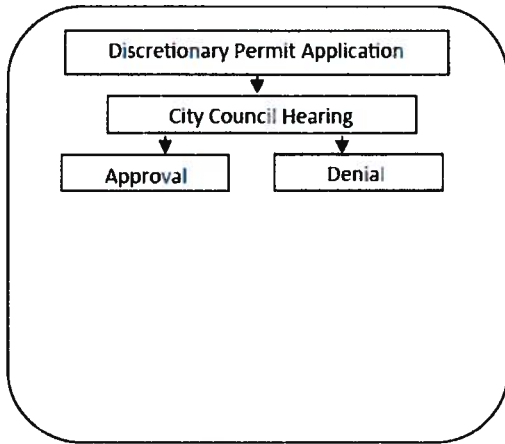 Discretionary Permit Application
City Council Hearing
Approval
Denial